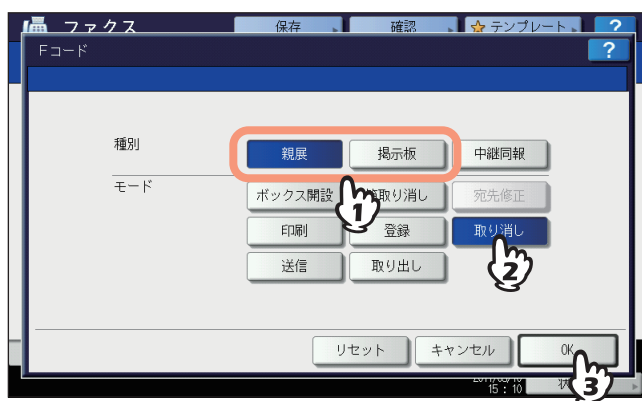 ファクス 保存 確認 テンプレート ?
Fコード ?
種別 親展 掲示板 中継同報
モード ボックス開設 取り消し 宛先修正
印刷 登録 取り消し
送信 取り出し
リセット キャンセル OK
15:10
1
2
3